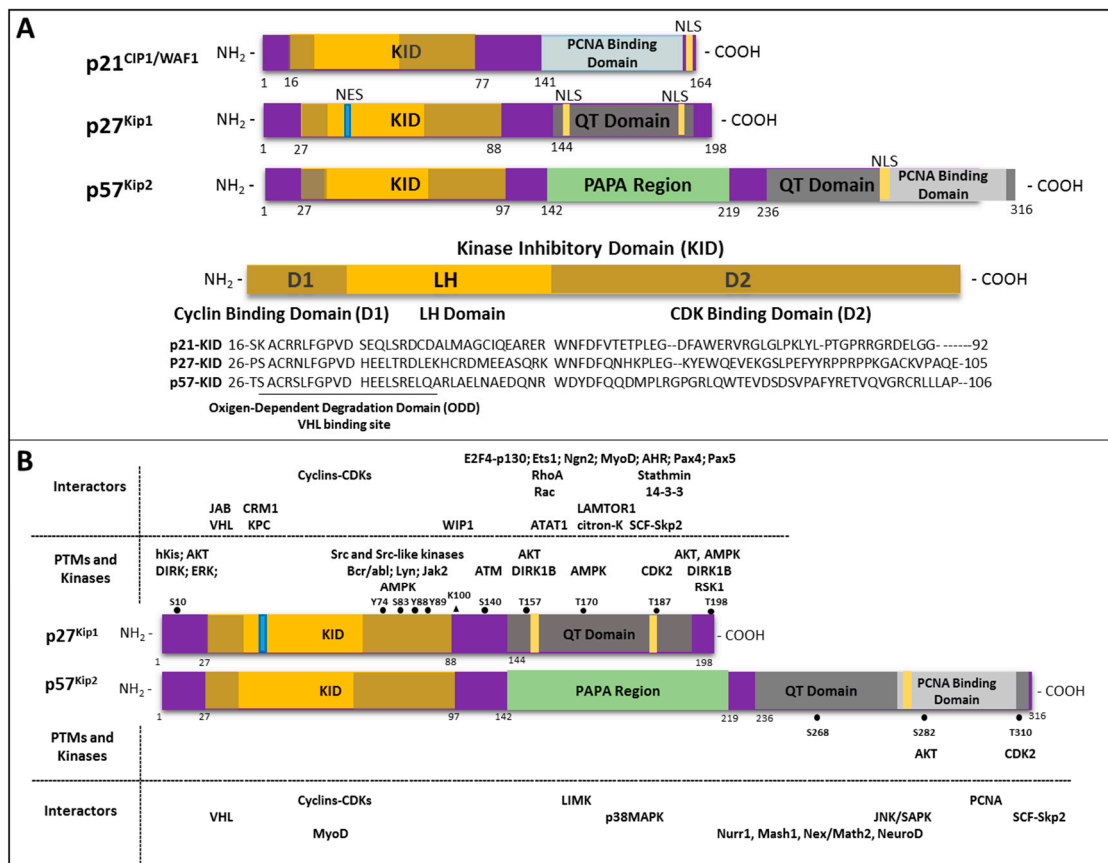 A
NLS
p21CIP1/WAF1 NH2 - KID PCNA Binding Domain - COOH
1 16 77 141 164
NES NLS NLS
p27Kip1 NH2 - KID QT Domain - COOH
1 27 88 144 198
NLS
p57Kip2 NH2 - KID PAPA Region QT Domain PCNA Binding Domain - COOH
1 27 97 142 219 236 316
Kinase Inhibitory Domain (KID)
NH2 - D1 LH D2 - COOH
Cyclin Binding Domain (D1) LH Domain CDK Binding Domain (D2)
p21-KID 16-SKACRRLFGPVD SEQLSRDCDALMAGCIQEARER WNFDFVTETPLEG--DFAWERVRGLGLPKLYL-PTGPRRGRDELGG -------92
P27-KID 26-PSACRNLFGPVD HEELTRDLEKHCRDMEEASQRK WNFDFQNHKPLEG--KYEWQEVEKGSLPEFYYRPPRPPKGACKVPAQE-105
p57-KID 26-TSACRSLFGPVD HEELSRELQARLAELNAEDQNR WDYDFQQDMPLRGPGRLQWTEVDSDSVPAFYRETVQVGRCRLLLAP--106
Oxigen-Dependent Degradation Domain (ODD)
VHL binding site
B
E2F4-p130; Ets1; Ngn2; MyoD; AHR; Pax4; Pax5
Interactors Cyclins-CDKs RhoA Stathmin
Rac 14-3-3
JAB CRM1 LAMTOR1
VHL KPC WIP1 ATAT1 citron-K SCF-Skp2
PTMs and Kinases
hKis; AKT Src and Src-like kinases AKT AKT, AMPK
DIRK; ERK; Bcr/abl; Lyn; Jak2 ATM DIRK1B AMPK CDK2 DIRK1B
AMPK RSK1
S10 Y74 S83 Y88 Y89 K100 S140 T157 T170 T187 T198
p27Kip1 NH2 - KID QT Domain - COOH
1 27 88 144 198
p57Kip2 NH2 - KID PAPA Region QT Domain PCNA Binding Domain - COOH
1 27 97 142 219 236 316
PTMs and Kinases
S268 S282 T310
AKT CDK2
Interactors
Cyclins-CDKs LIMK PCNA
VHL p38MAPK JNK/SAPK SCF-Skp2
MyoD Nurr1, Mash1, Nex/Math2, NeuroD